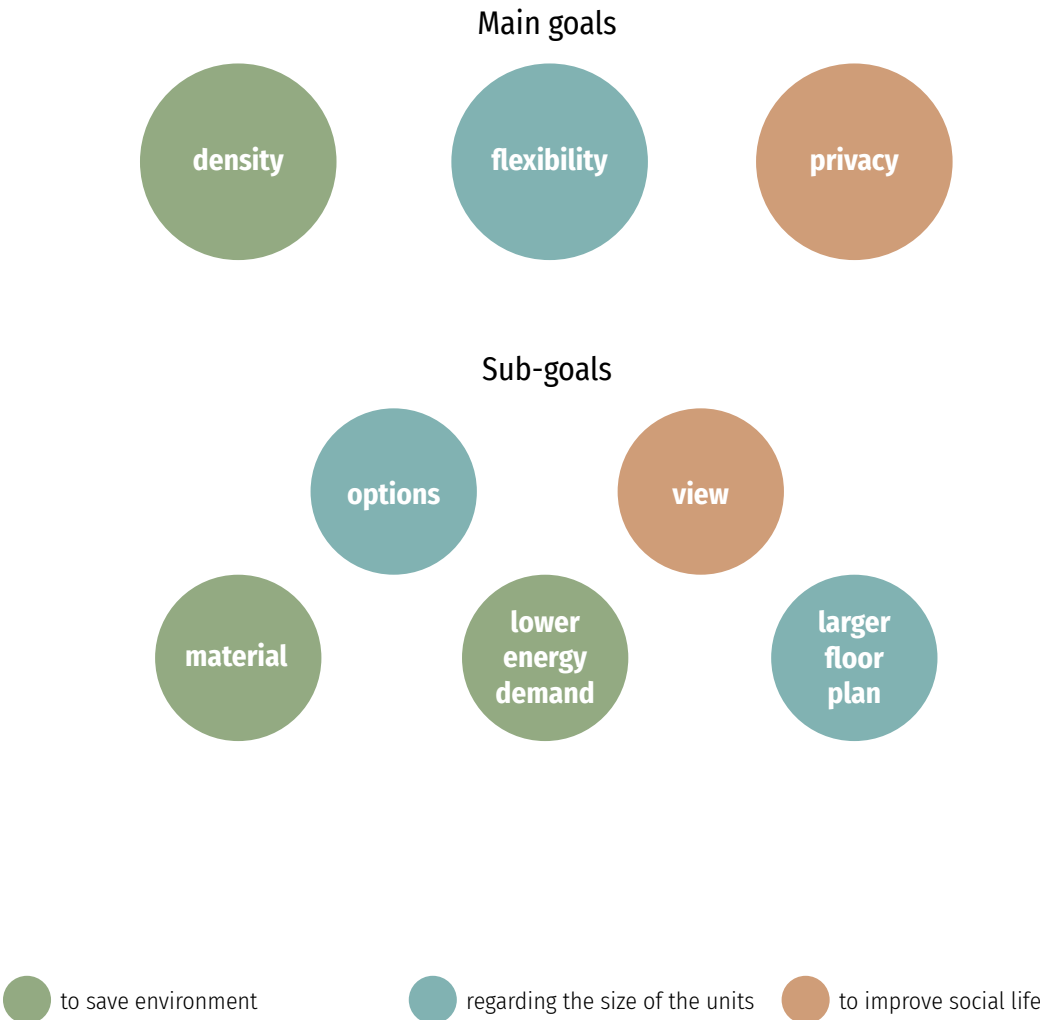 Main goals
density
flexibility
privacy
Sub-goals
options
view
material
lower
energy
demand
larger
floor
plan
to save environment
regarding the size of the units
to improve social life